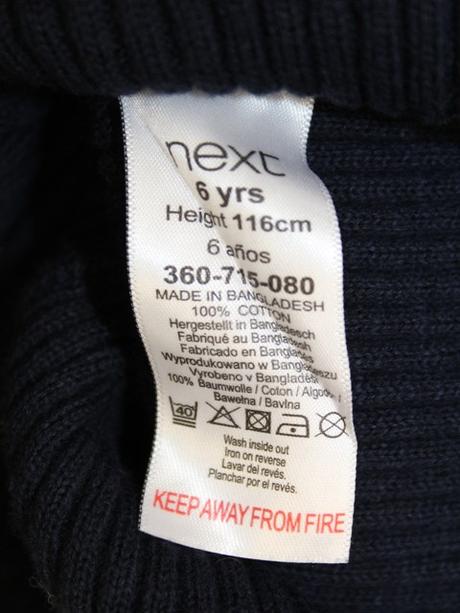 next
6 yrs
Height 116cm
6 años
360-715-080
MADE IN BANGLADESH
100% COTTON
Hergestellt in Bangladesch
Fabriqué au Bangladesh
Fabricado en Bangladés
Wyprodukowano w Bangladeszu
Vyrobeno v Bangladéši
100% Baumwolle / Coton /
Bawełna / Bavlna
40
Wash inside out
Iron on reverse
Lavar del revés.
Planchar por el revés.
KEEP AWAY FROM FIRE